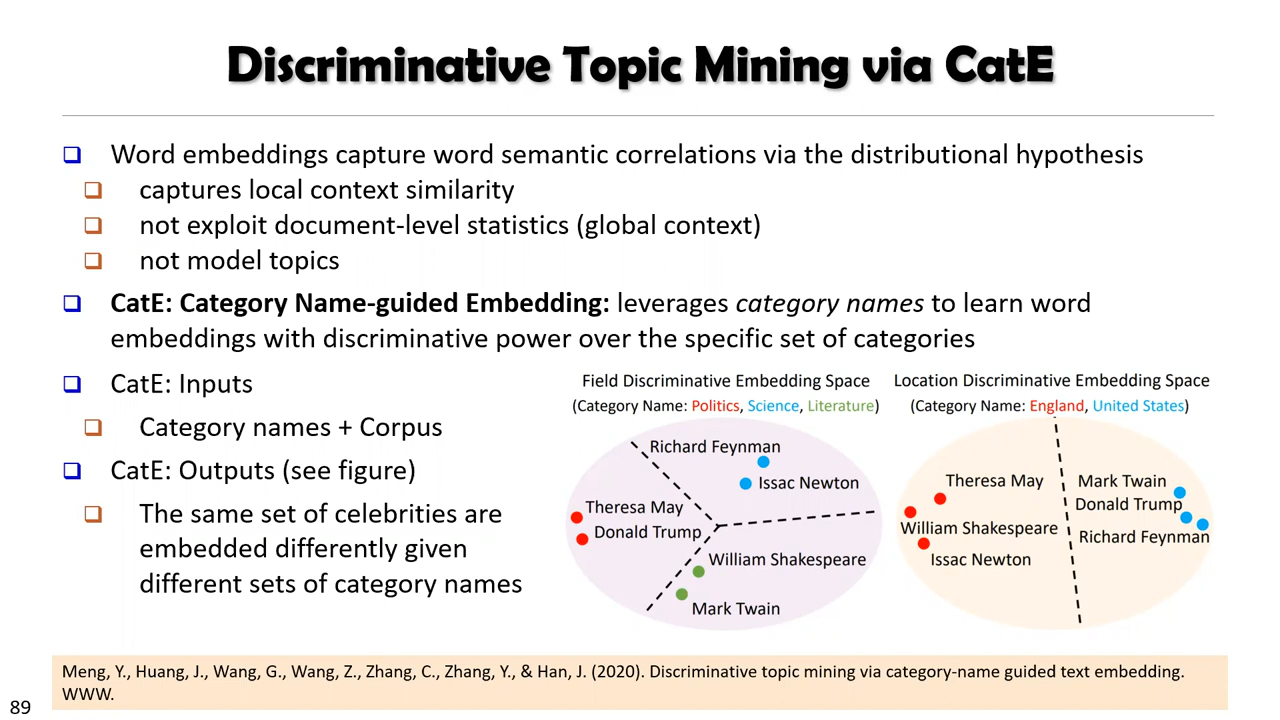 Discriminative Topic Mining via CatE
Word embeddings capture word semantic correlations via the distributional hypothesis
captures local context similarity
not exploit document-level statistics (global context)
not model topics
CatE: Category Name-guided Embedding: leverages category names to learn word
embeddings with discriminative power over the specific set of categories
CatE: Inputs
Category names + Corpus
CatE: Outputs (see figure)
The same set of celebrities are
embedded differently given
different sets of category names
Field Discriminative Embedding Space
(Category Name: Politics, Science, Literature)
Richard Feynman
Issac Newton
Theresa May
Donald Trump
William Shakespeare
Mark Twain
Location Discriminative Embedding Space
(Category Name: England, United States)
Theresa May
William Shakespeare
Issac Newton
Mark Twain
Donald Trump
Richard Feynman
Meng, Y., Huang, J., Wang, G., Wang, Z., Zhang, C., Zhang, Y., & Han, J. (2020). Discriminative topic mining via category-name guided text embedding.
WWW.
89